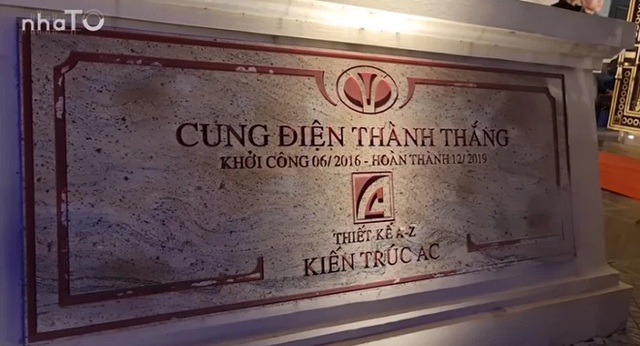 nhaTO
CUNG ĐIỆN THÀNH THẮNG
KHỞI CÔNG 06/2016 - HOÀN THÀNH 12/2019
THIẾT KẾ A-Z
KIẾN TRÚC AC